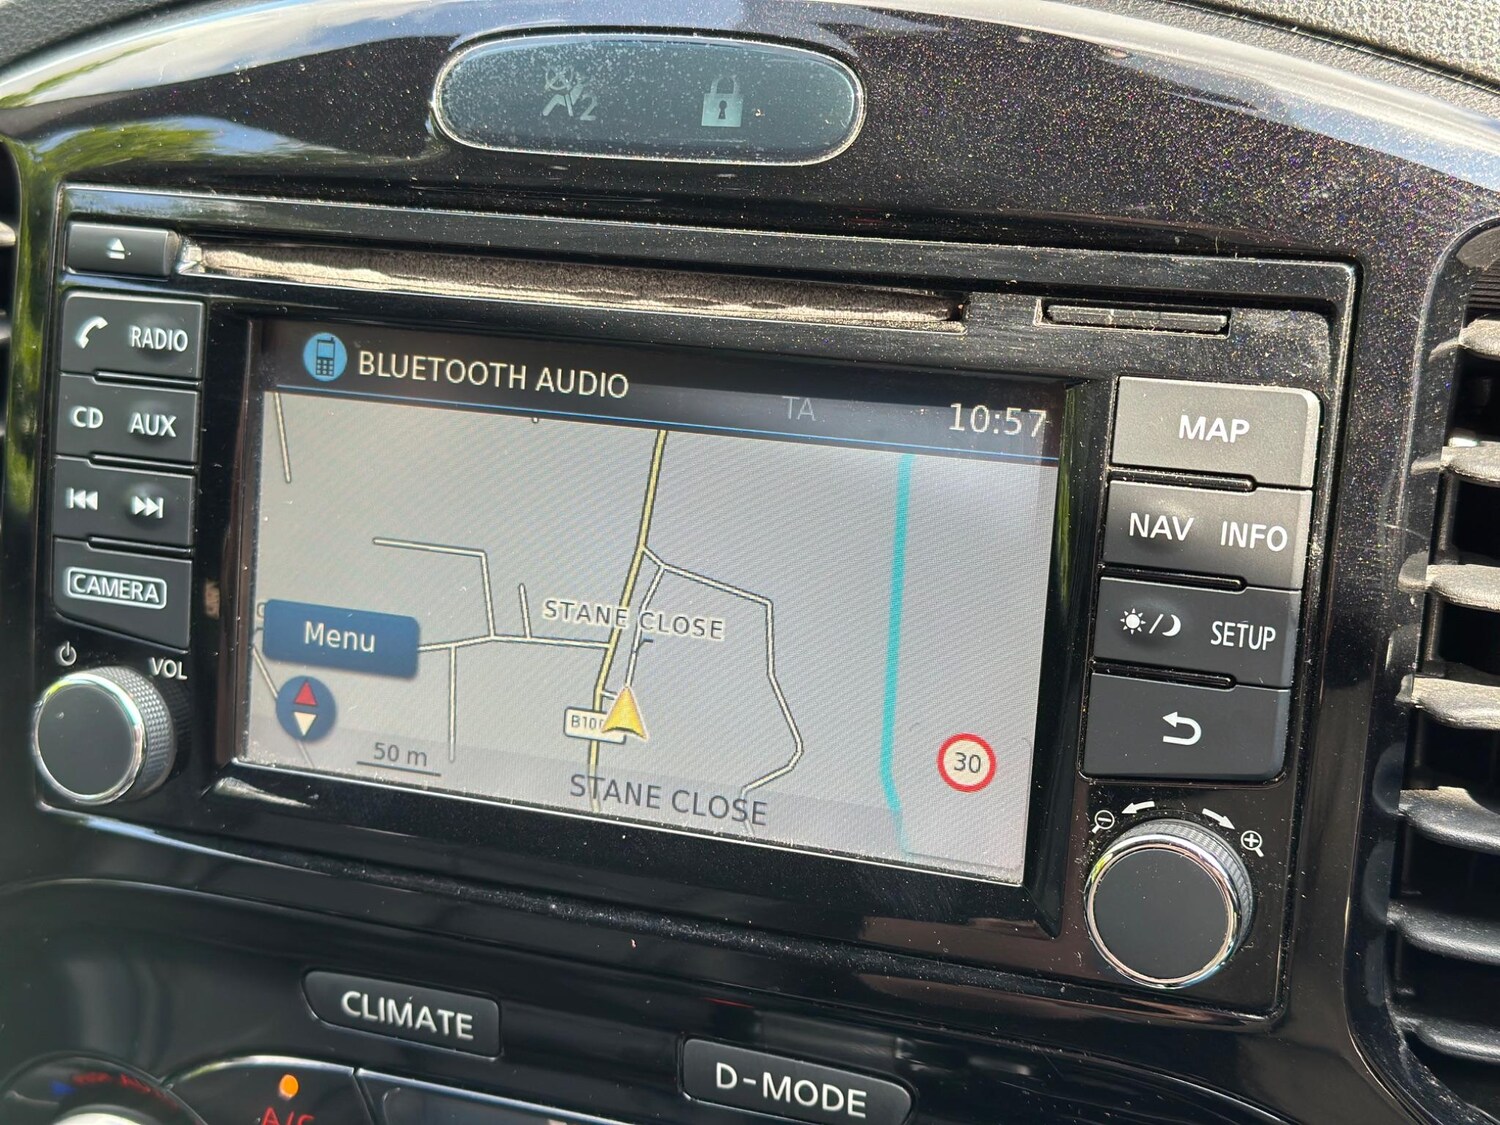 2
RADIO
BLUETOOTH AUDIO
TA
10:57
CD AUX
MAP
NAV INFO
CAMERA
STANE CLOSE
Menu
SETUP
VOL
50 m
30
STANE CLOSE
CLIMATE
D-MODE
A/C